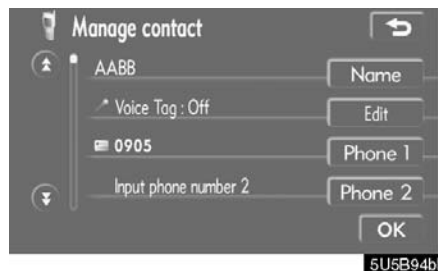 Manage contact
AABB Name
Voice Tag : Off Edit
0905 Phone 1
Input phone number 2 Phone 2
OK
5U5B94b